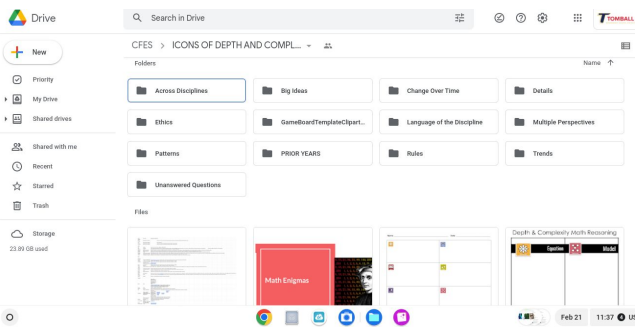 Drive
Search in Drive
TOMBALL
New
CFES > ICONS OF DEPTH AND COMPL...
Folders
Name
Priority
My Drive
Shared drives
Shared with me
Recent
Starred
Trash
Storage
23.89 GB used
Across Disciplines
Big Ideas
Change Over Time
Details
Ethics
GameBoardTemplateClipart...
Language of the Discipline
Multiple Perspectives
Patterns
PRIOR YEARS
Rules
Trends
Unanswered Questions
Files
Math Enigmas
Depth & Complexity Math Reasoning
Equation
Model
Feb 21
11:37
US